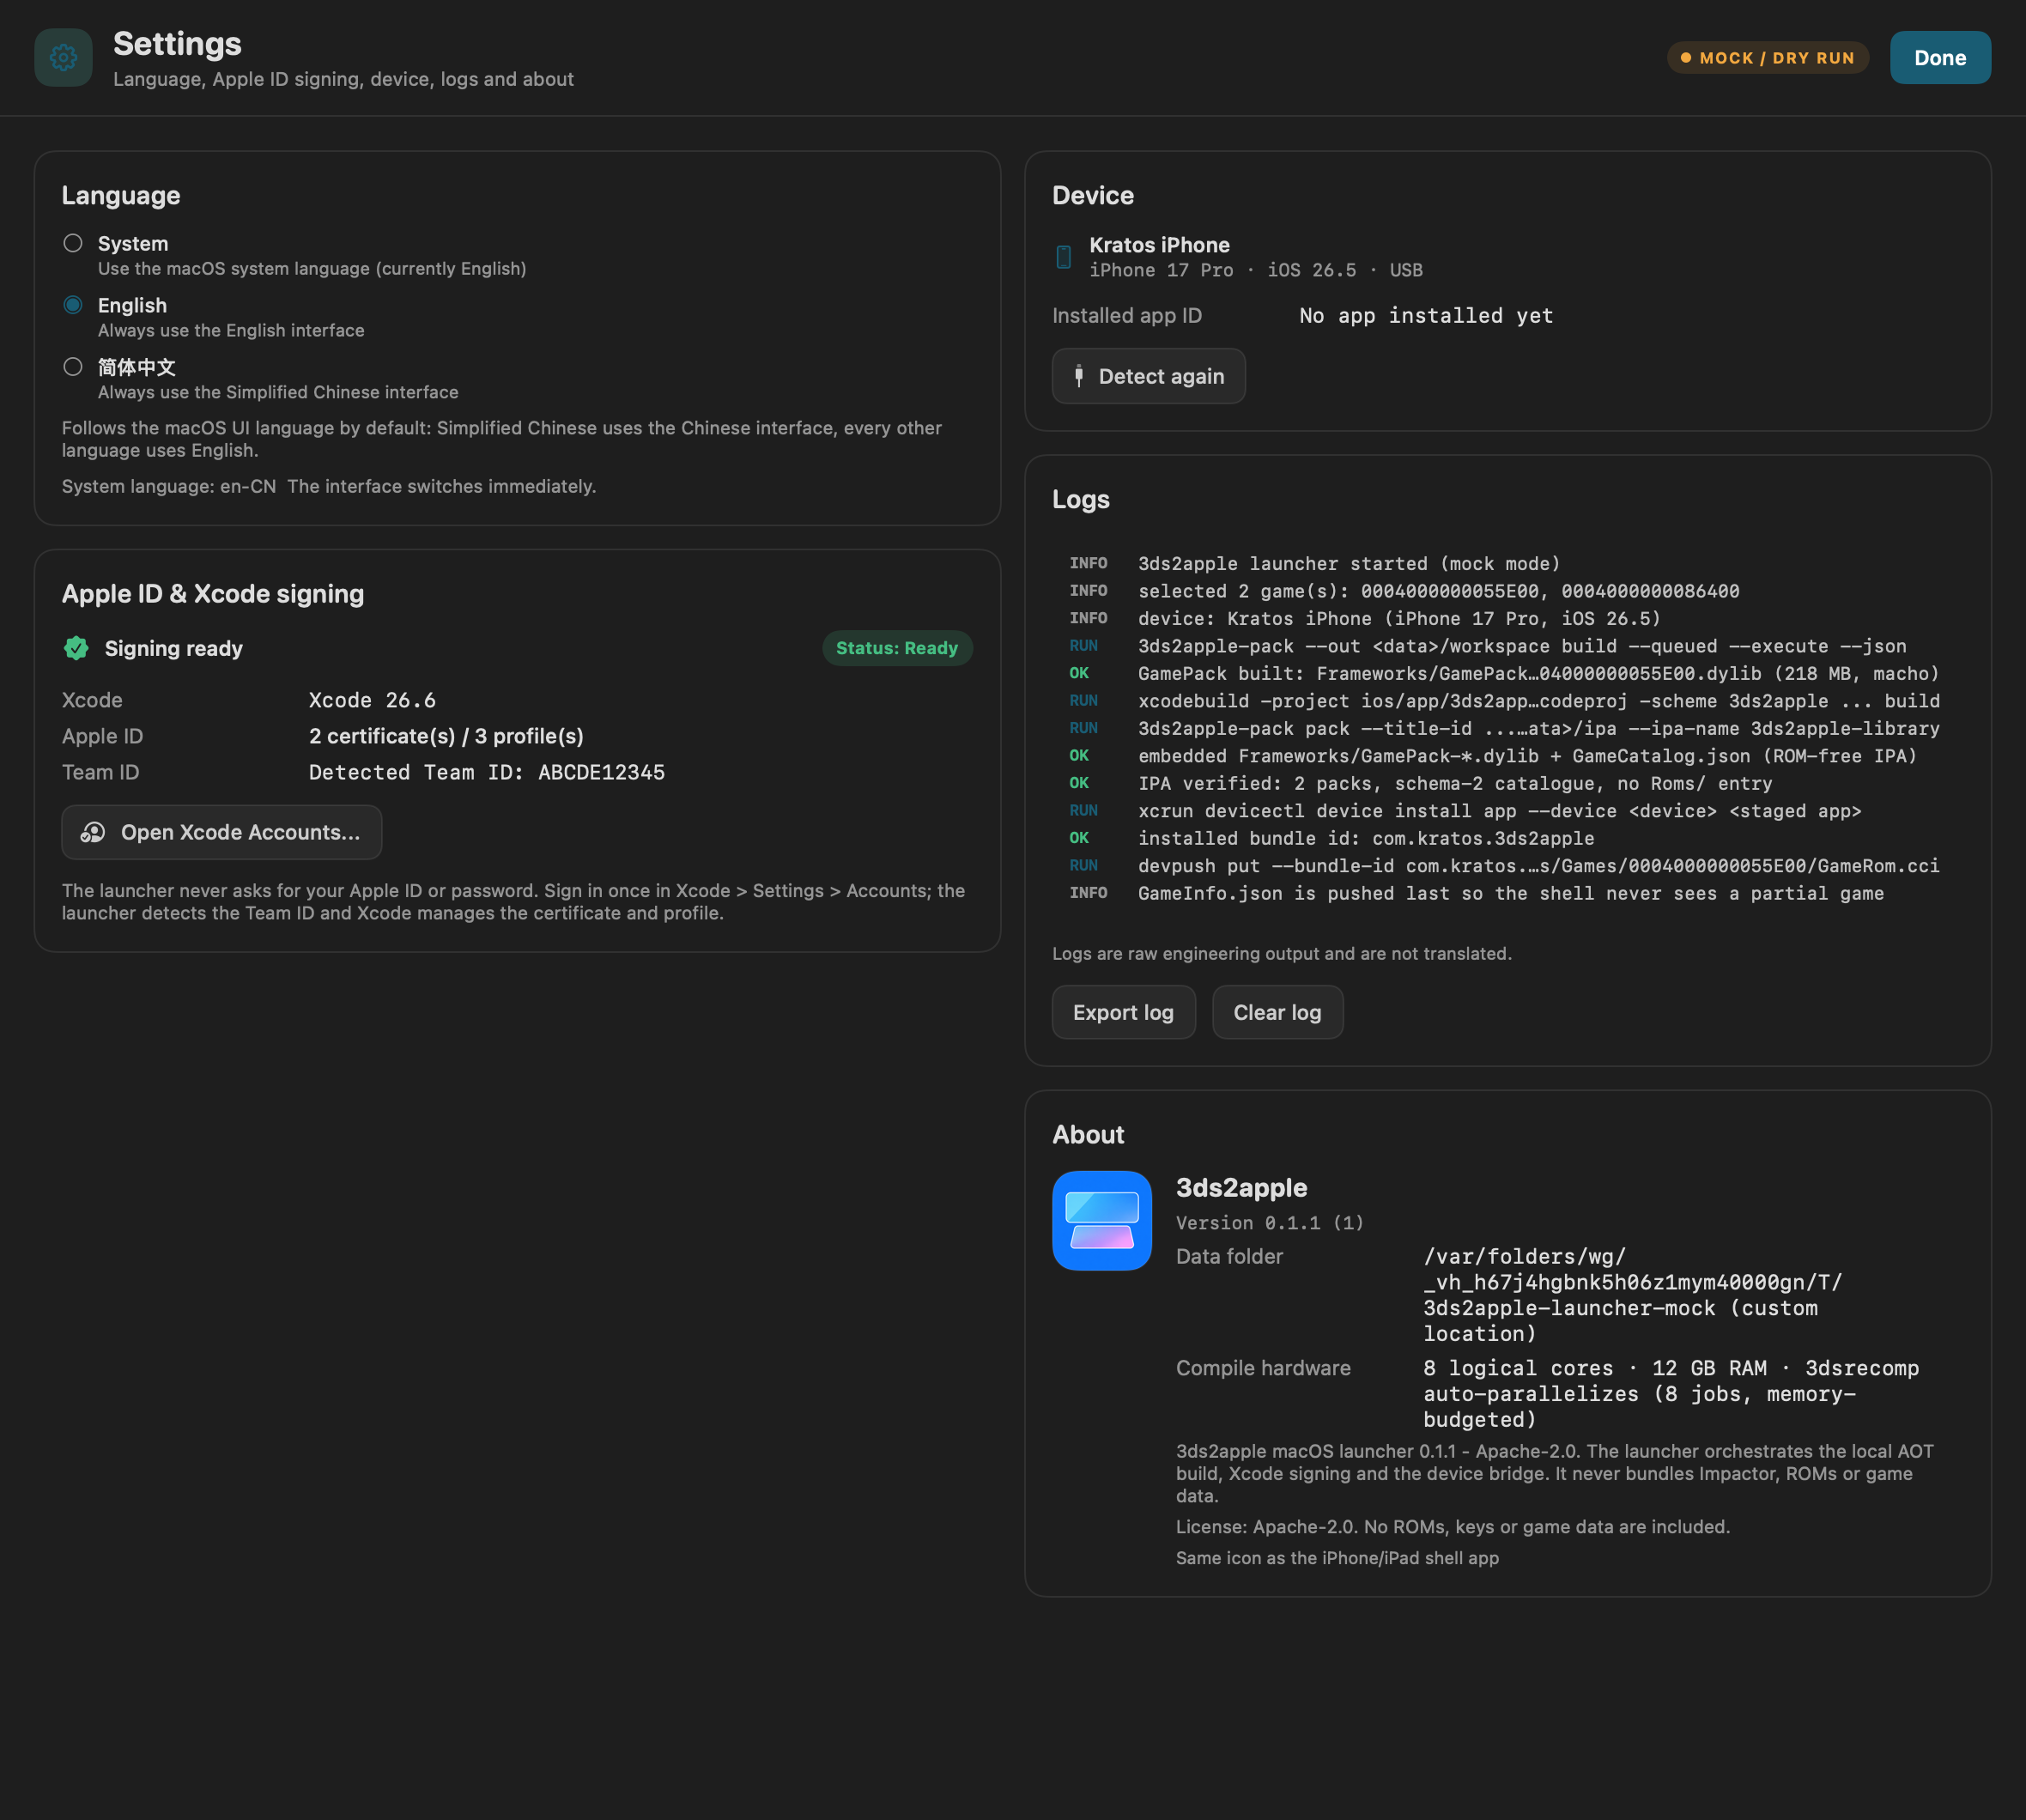 Settings
Language, Apple ID signing, device, logs and about
MOCK / DRY RUN
Done
Language
System
Use the macOS system language (currently English)
English
Always use the English interface
简体中文
Always use the Simplified Chinese interface
Follows the macOS UI language by default: Simplified Chinese uses the Chinese interface, every other
language uses English.
System language: en-CN  The interface switches immediately.
Apple ID & Xcode signing
Signing ready
Status: Ready
Xcode Xcode 26.6
Apple ID 2 certificate(s) / 3 profile(s)
Team ID Detected Team ID: ABCDE12345
Open Xcode Accounts...
The launcher never asks for your Apple ID or password. Sign in once in Xcode > Settings > Accounts; the
launcher detects the Team ID and Xcode manages the certificate and profile.
Device
Kratos iPhone
iPhone 17 Pro · iOS 26.5 · USB
Installed app ID No app installed yet
Detect again
Logs
INFO 3ds2apple launcher started (mock mode)
INFO selected 2 game(s): 0004000000055E00, 0004000000086400
INFO device: Kratos iPhone (iPhone 17 Pro, iOS 26.5)
RUN 3ds2apple-pack --out <data>/workspace build --queued --execute --json
OK GamePack built: Frameworks/GamePack…04000000055E00.dylib (218 MB, macho)
RUN xcodebuild -project ios/app/3ds2app…codeproj -scheme 3ds2apple ... build
RUN 3ds2apple-pack pack --title-id ...…ata>/ipa --ipa-name 3ds2apple-library
OK embedded Frameworks/GamePack-*.dylib + GameCatalog.json (ROM-free IPA)
OK IPA verified: 2 packs, schema-2 catalogue, no Roms/ entry
RUN xcrun devicectl device install app --device <device> <staged app>
OK installed bundle id: com.kratos.3ds2apple
RUN devpush put --bundle-id com.kratos.…s/Games/0004000000055E00/GameRom.cci
INFO GameInfo.json is pushed last so the shell never sees a partial game
Logs are raw engineering output and are not translated.
Export log
Clear log
About
3ds2apple
Version 0.1.1 (1)
Data folder /var/folders/wg/
_vh_h67j4hgbnk5h06z1mym40000gn/T/
3ds2apple-launcher-mock (custom
location)
Compile hardware 8 logical cores · 12 GB RAM · 3dsrecomp
auto-parallelizes (8 jobs, memory-
budgeted)
3ds2apple macOS launcher 0.1.1 - Apache-2.0. The launcher orchestrates the local AOT
build, Xcode signing and the device bridge. It never bundles Impactor, ROMs or game
data.
License: Apache-2.0. No ROMs, keys or game data are included.
Same icon as the iPhone/iPad shell app